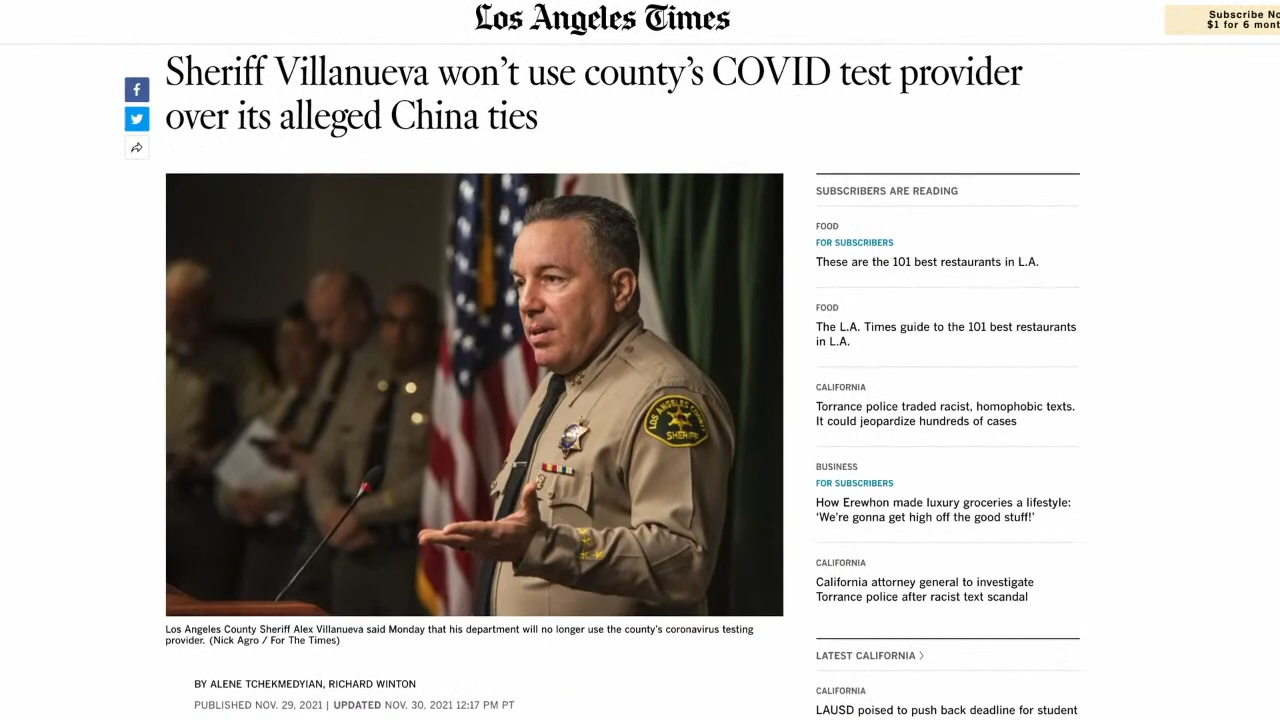 Los Angeles Times
Subscribe No
$1 for 6 mont
Sheriff Villanueva won't use county's COVID test provider
over its alleged China ties
LOS ANGELES COUNTY
SHERIFF
Los Angeles County Sheriff Alex Villanueva said Monday that his department will no longer use the county's coronavirus testing
provider. (Nick Agro / For The Times)
BY ALENE TCHEKMEDYIAN, RICHARD WINTON
PUBLISHED NOV. 29, 2021 | UPDATED NOV. 30, 2021 12:17 PM PT
SUBSCRIBERS ARE READING
FOOD
FOR SUBSCRIBERS
These are the 101 best restaurants in L.A.
FOOD
The L.A. Times guide to the 101 best restaurants
in L.A.
CALIFORNIA
Torrance police traded racist, homophobic texts.
It could jeopardize hundreds of cases
BUSINESS
FOR SUBSCRIBERS
How Erewhon made luxury groceries a lifestyle:
‘We're gonna get high off the good stuff!’
CALIFORNIA
California attorney general to investigate
Torrance police after racist text scandal
LATEST CALIFORNIA >
CALIFORNIA
LAUSD poised to push back deadline for student